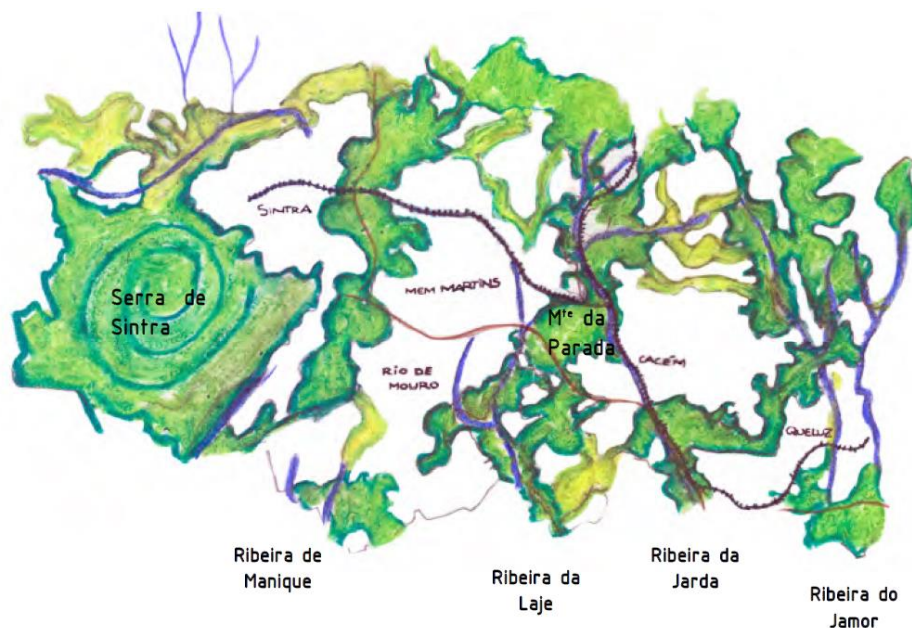 SINTRA
Serra de
Sintra
MEM MARTINS
Mᵗᵉ da
Parada
RIO DE
MOURO
CACÉM
QUELUZ
Ribeira de
Manique
Ribeira da
Laje
Ribeira da
Jarda
Ribeira do
Jamor